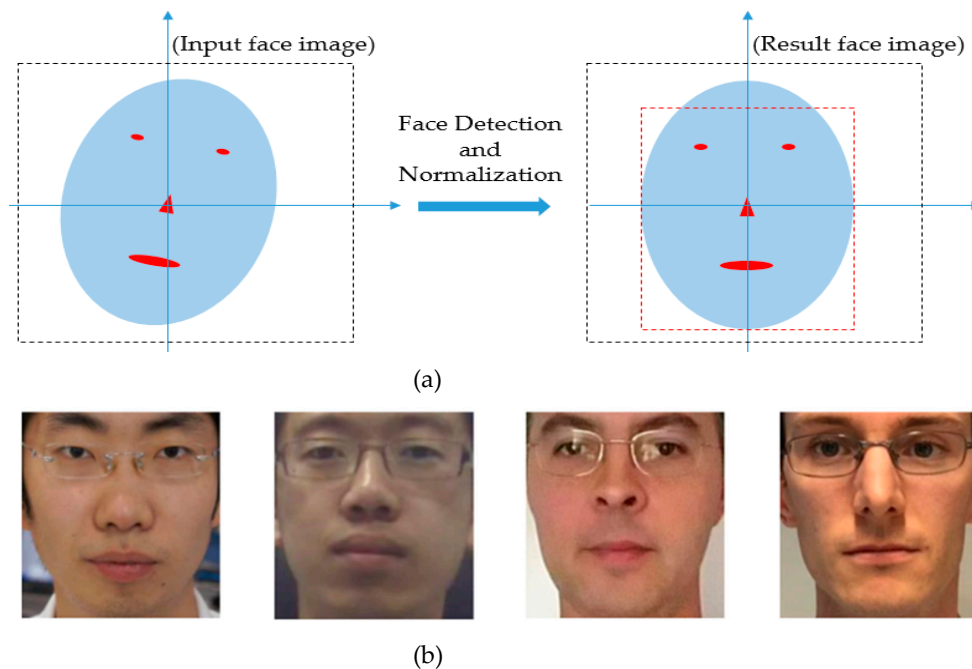 (Input face image)
(Result face image)
Face Detection
and
Normalization
(a)
(b)